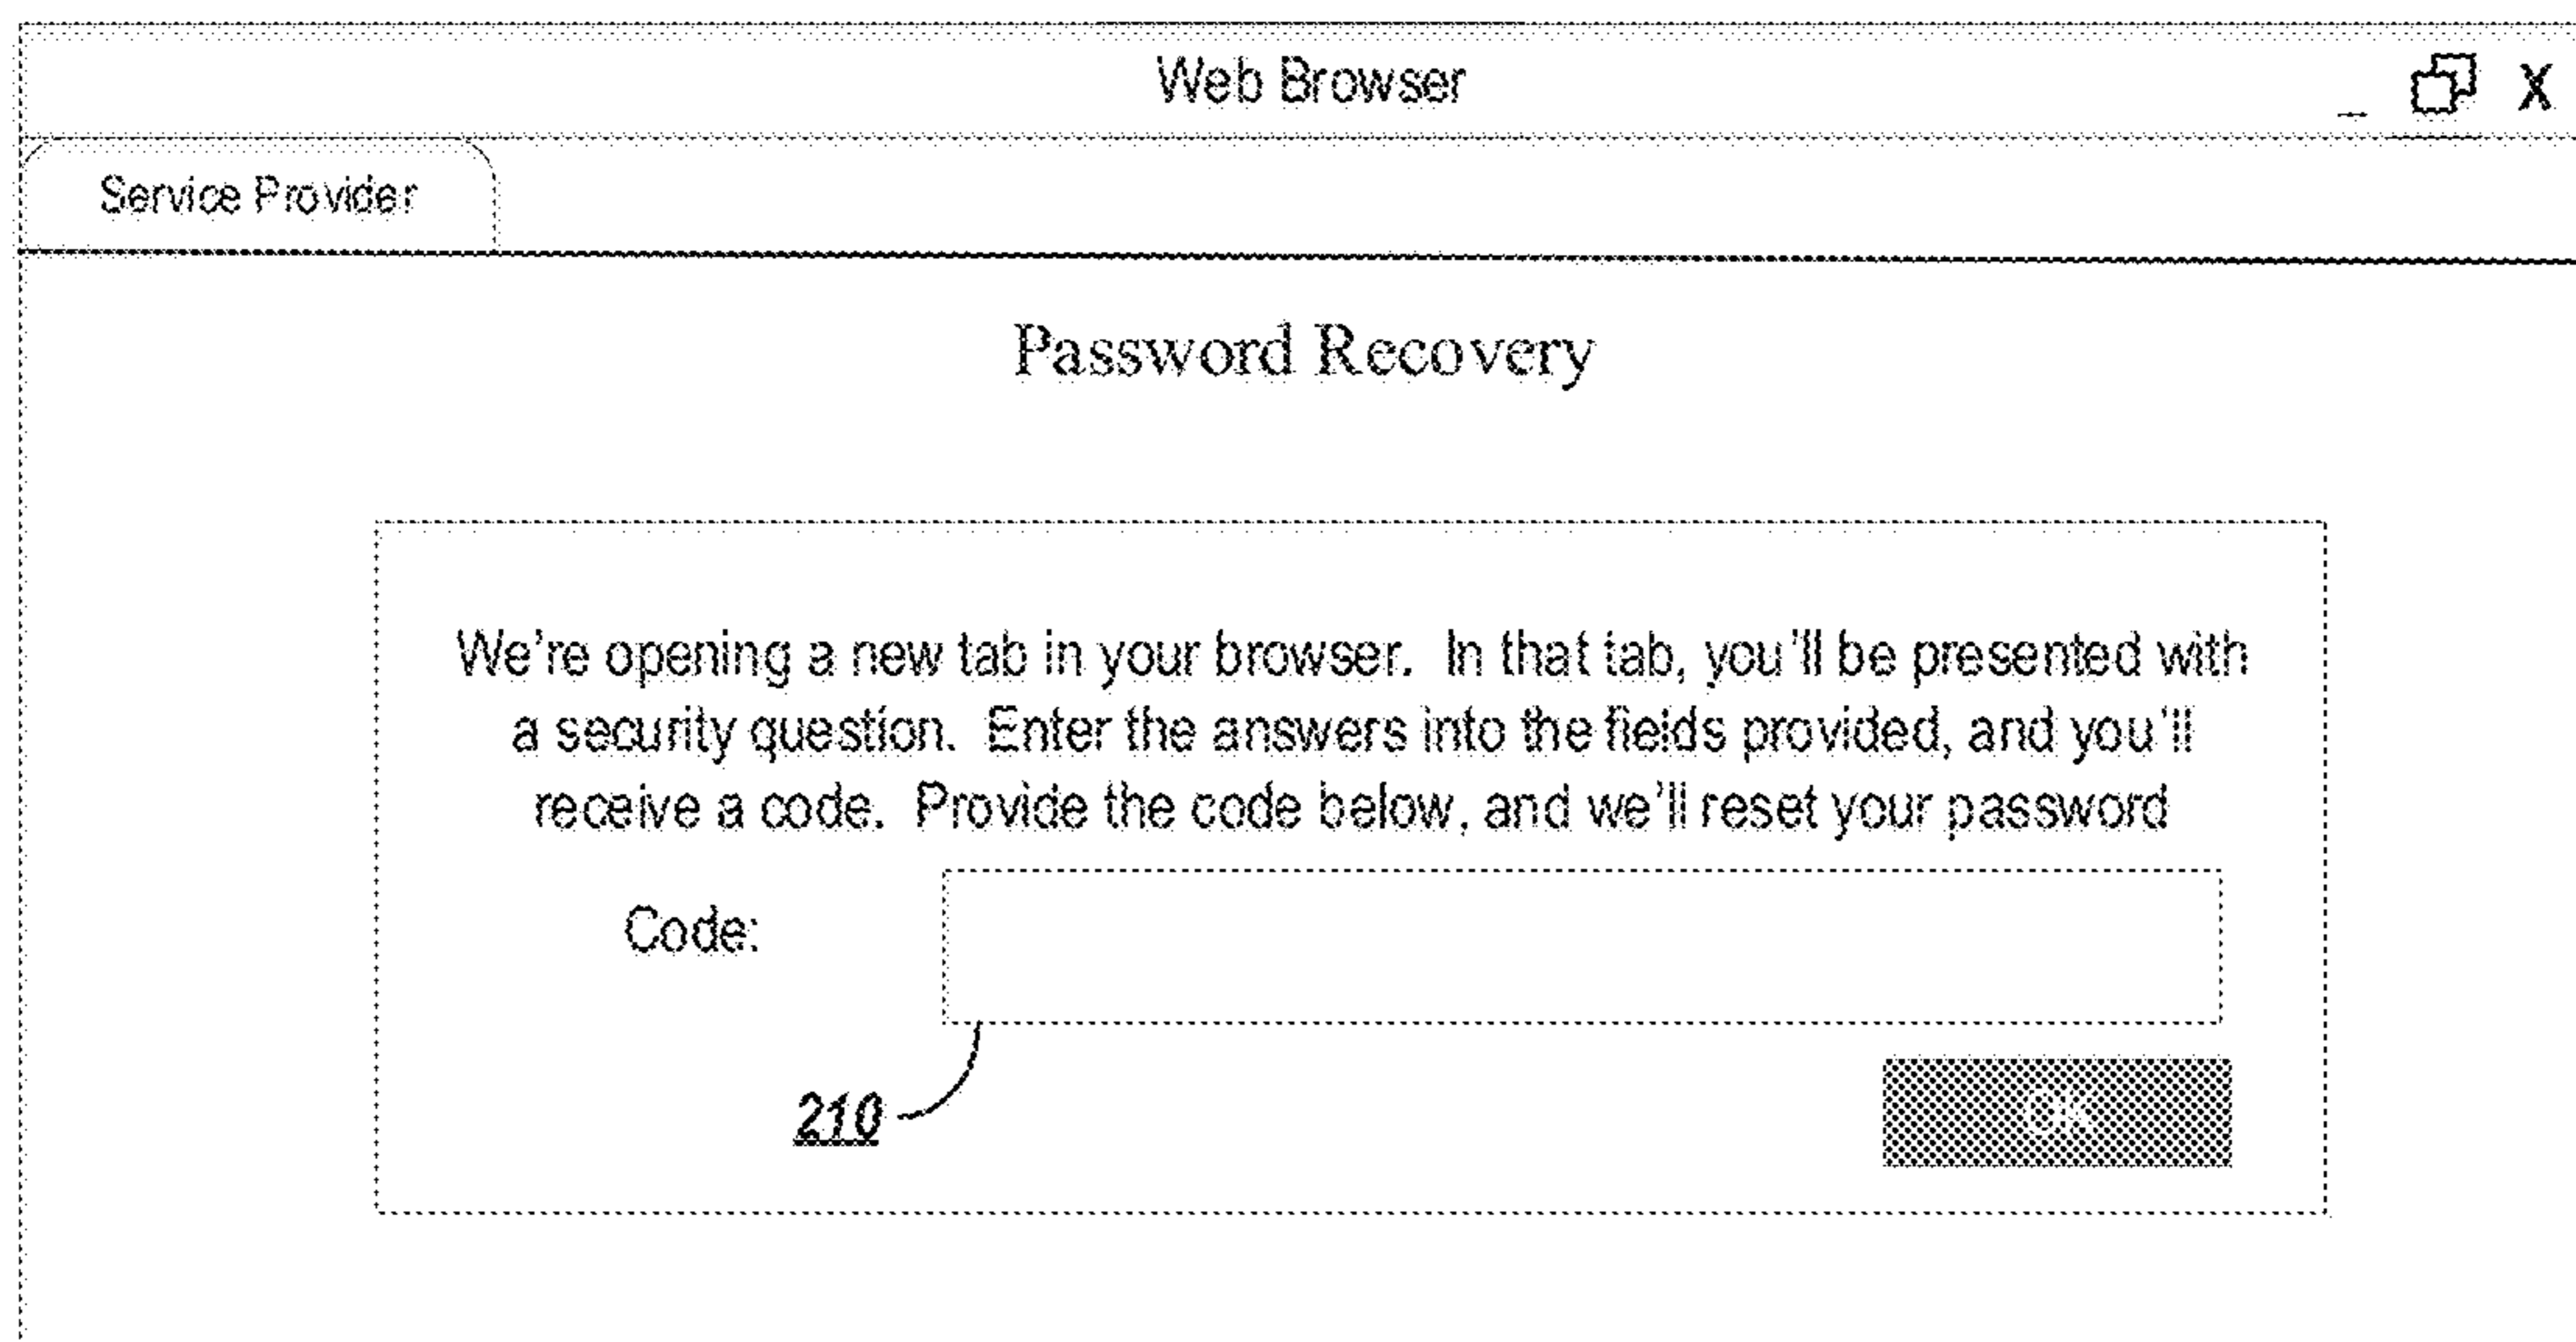 Web Browser
_ X
Service Provider
Password Recovery
We're opening a new tab in your browser. In that tab, you'll be presented with
a security question. Enter the answers into the fields provided, and you'll
receive a code. Provide the code below, and we'll reset your password
Code:
210
OK